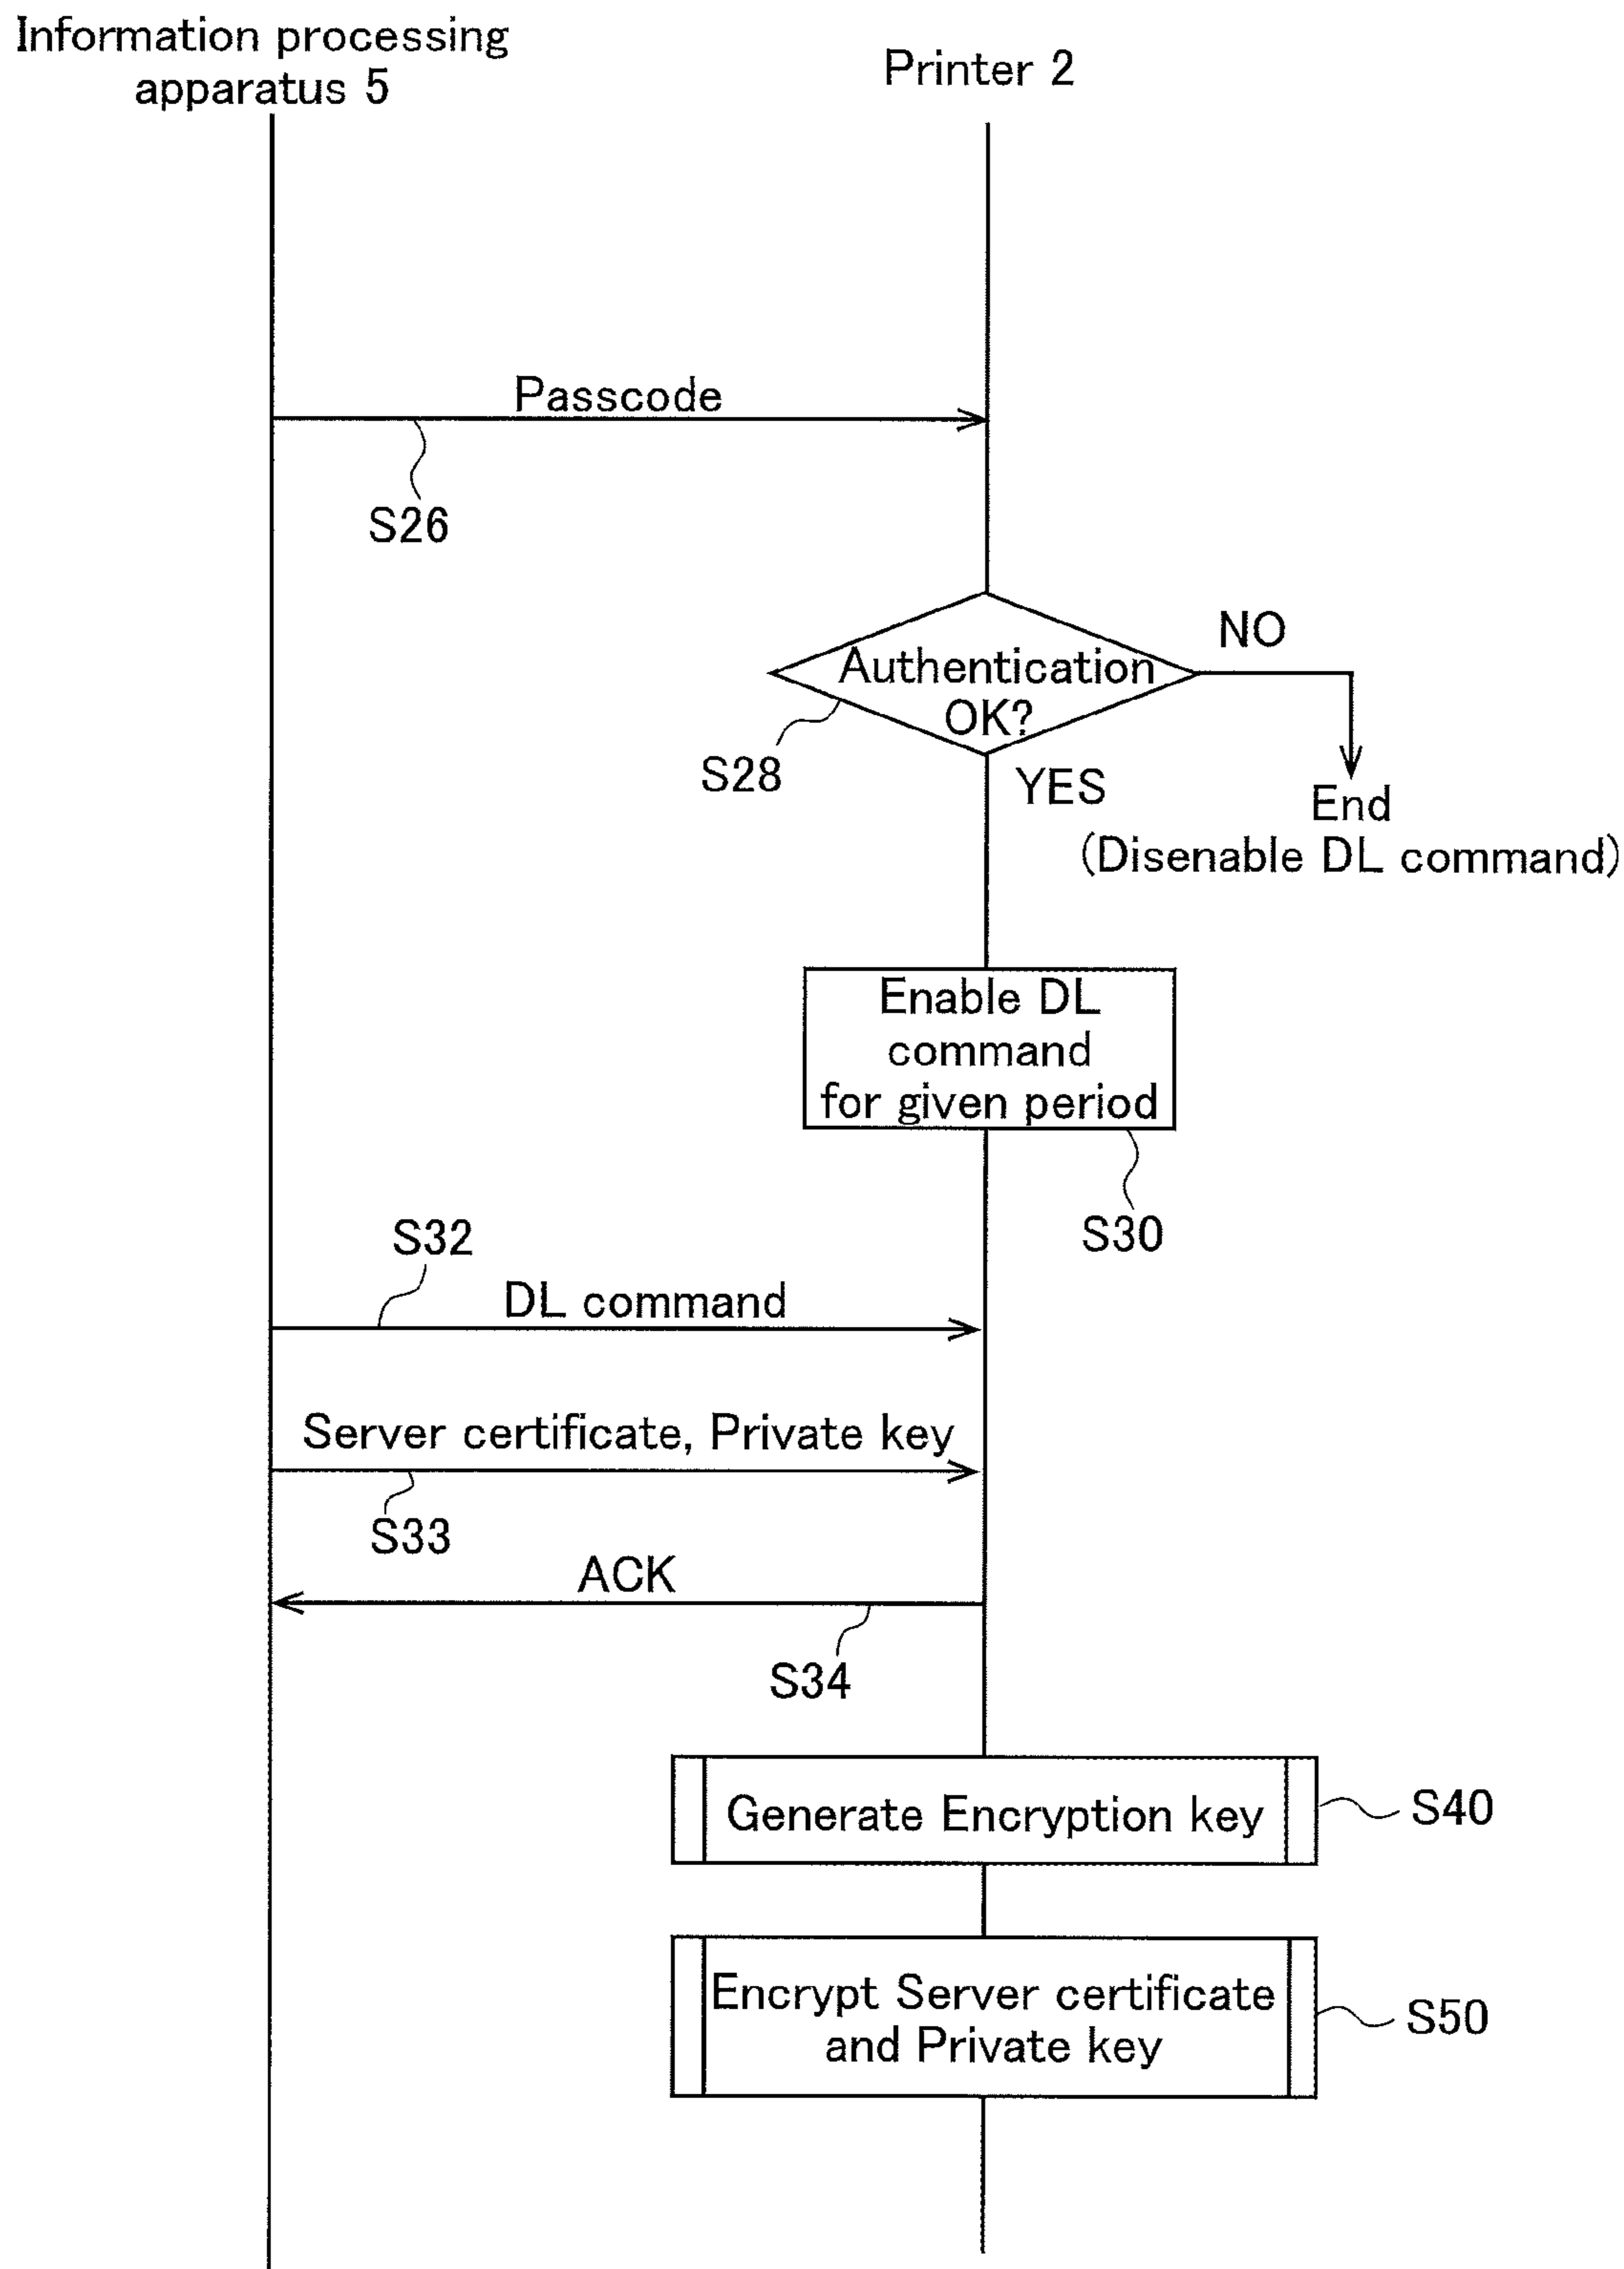 Information processing
apparatus 5
Printer 2
Passcode
S26
NO
Authentication
OK?
S28
YES
End
(Disenable DL command)
Enable DL
command
for given period
S30
S32
DL command
Server certificate, Private key
S33
ACK
S34
Generate Encryption key
S40
Encrypt Server certificate
and Private key
S50